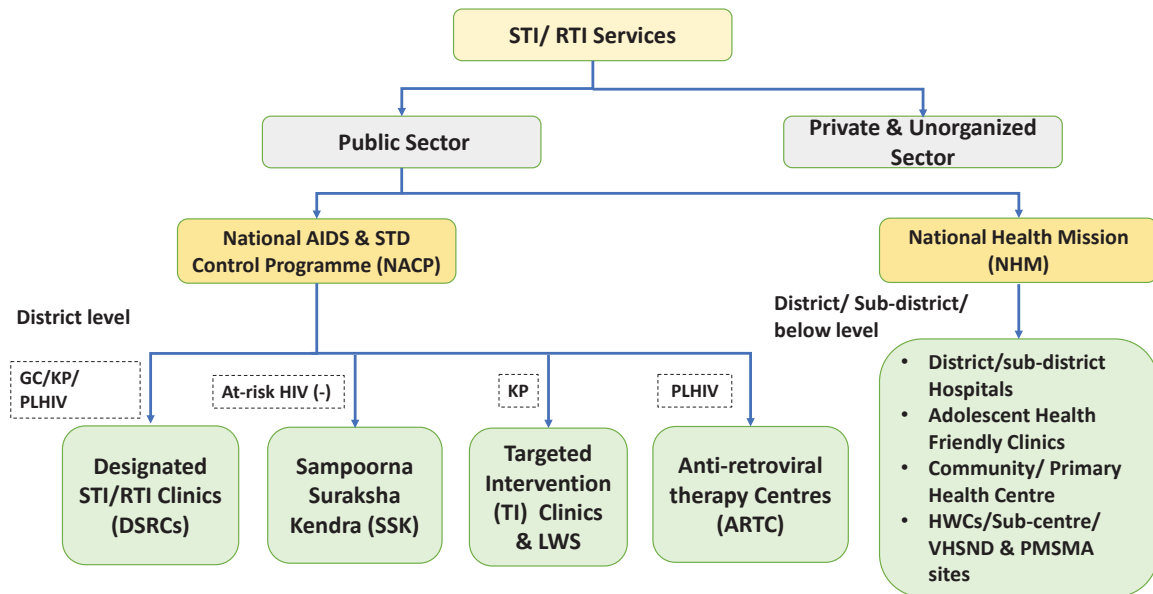 STI/ RTI Services
Public Sector
Private & Unorganized
Sector
National AIDS & STD
Control Programme (NACP)
National Health Mission
(NHM)
District level
District/ Sub-district/
below level
GC/KP/
PLHIV
At-risk HIV (-)
KP
PLHIV
Designated
STI/RTI Clinics
(DSRCs)
Sampoorna
Suraksha
Kendra (SSK)
Targeted
Intervention
(TI) Clinics
& LWS
Anti-retroviral
therapy Centres
(ARTC)
• District/sub-district
Hospitals
• Adolescent Health
Friendly Clinics
• Community/ Primary
Health Centre
• HWCs/Sub-centre/
VHSND & PMSMA
sites